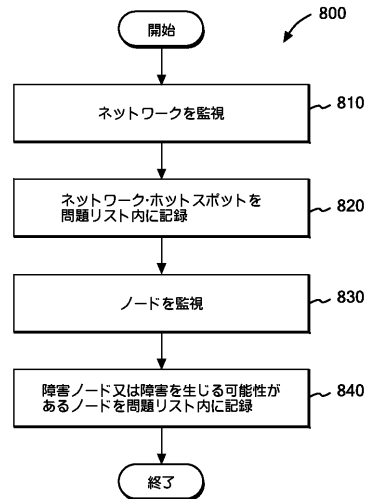 800
開始
ネットワークを監視
810
ネットワーク・ホットスポットを
問題リスト内に記録
820
ノードを監視
830
障害ノード又は障害を生じる可能性が
あるノードを問題リスト内に記録
840
終了